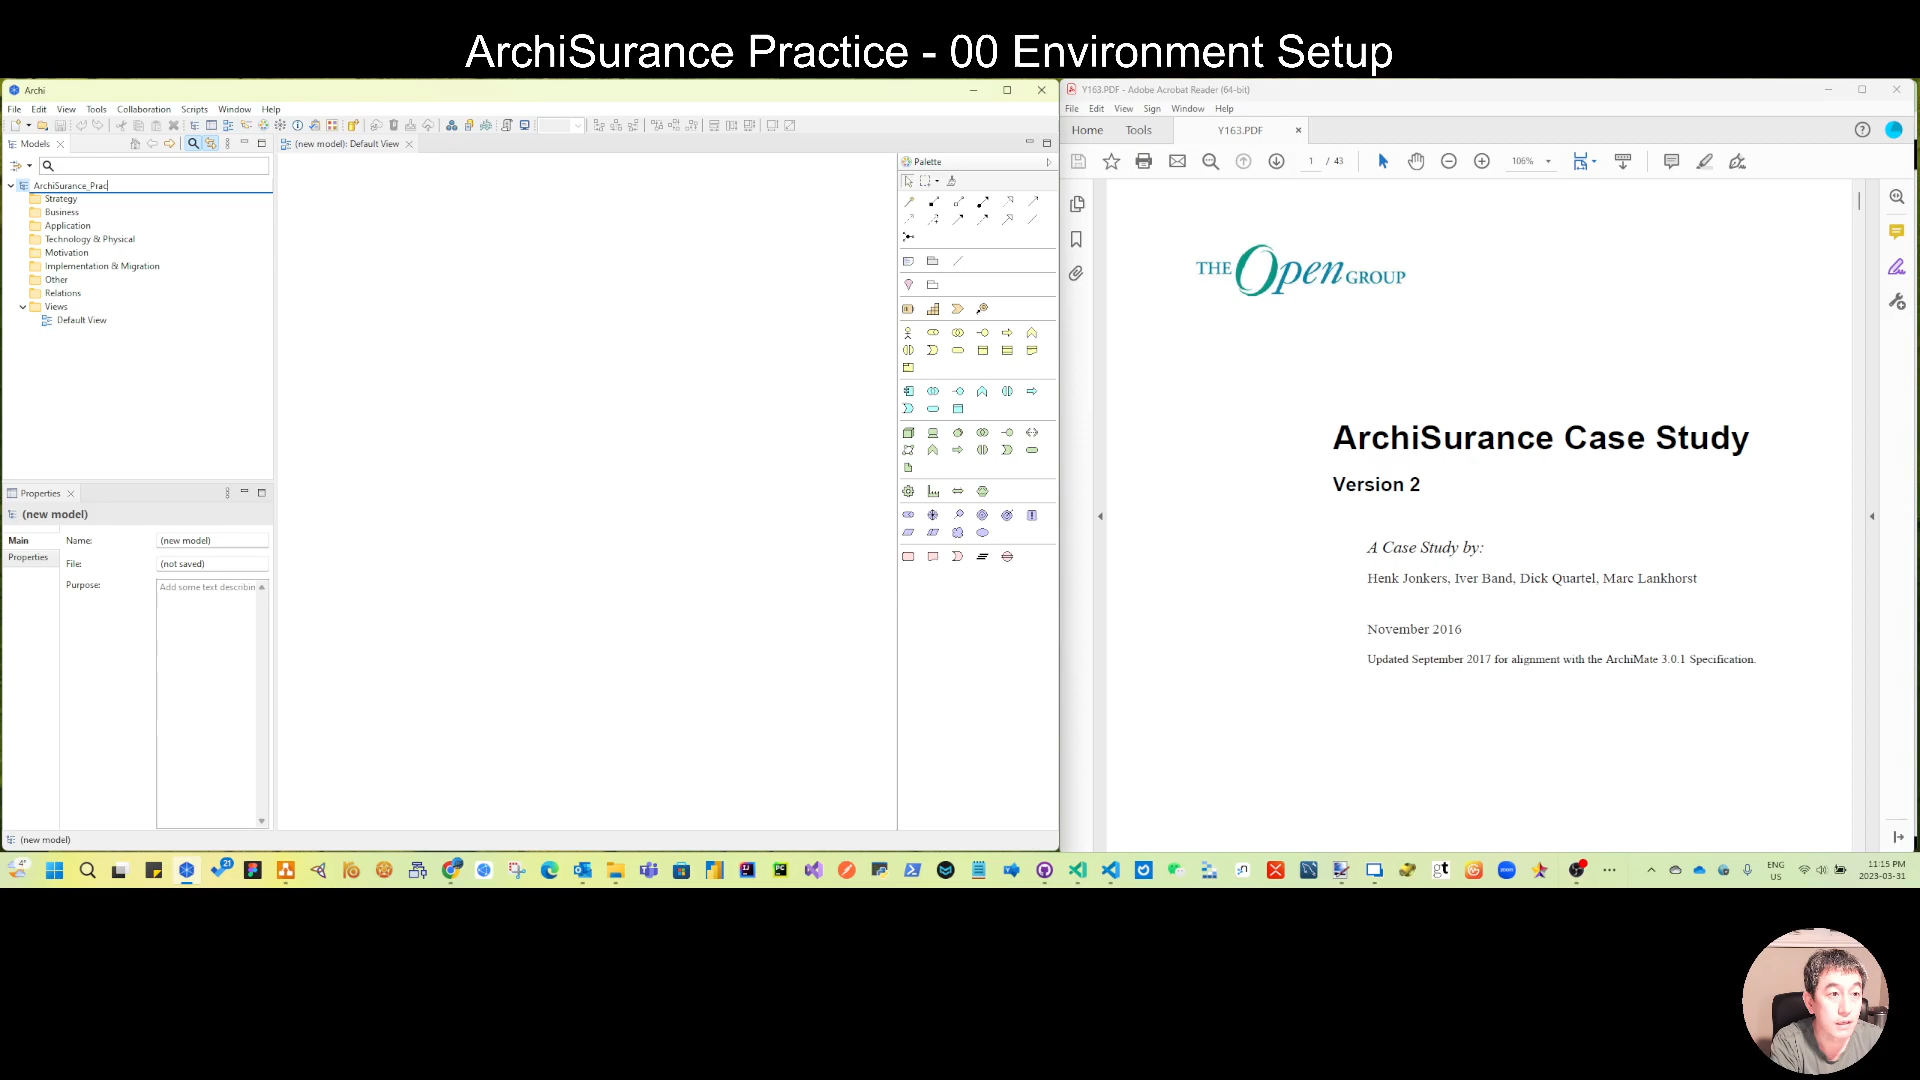 ArchiSurance Practice - 00 Environment Setup
Archi
File Edit View Tools Collaboration Scripts Window Help
Models
(new model): Default View
ArchiSurance_Prac
Strategy
Business
Application
Technology & Physical
Motivation
Implementation & Migration
Other
Relations
Views
Default View
Palette
Properties
(new model)
Main
Properties
Name:
(new model)
File:
(not saved)
Purpose:
Add some text describin
(new model)
Y163.PDF - Adobe Acrobat Reader (64-bit)
File Edit View Sign Window Help
Home Tools Y163.PDF
1 / 43
106%
THE Open GROUP
ArchiSurance Case Study
Version 2
A Case Study by:
Henk Jonkers, Iver Band, Dick Quartel, Marc Lankhorst
November 2016
Updated September 2017 for alignment with the ArchiMate 3.0.1 Specification.
4°
21
gt
zoom
ENG
US
11:15 PM
2023-03-31